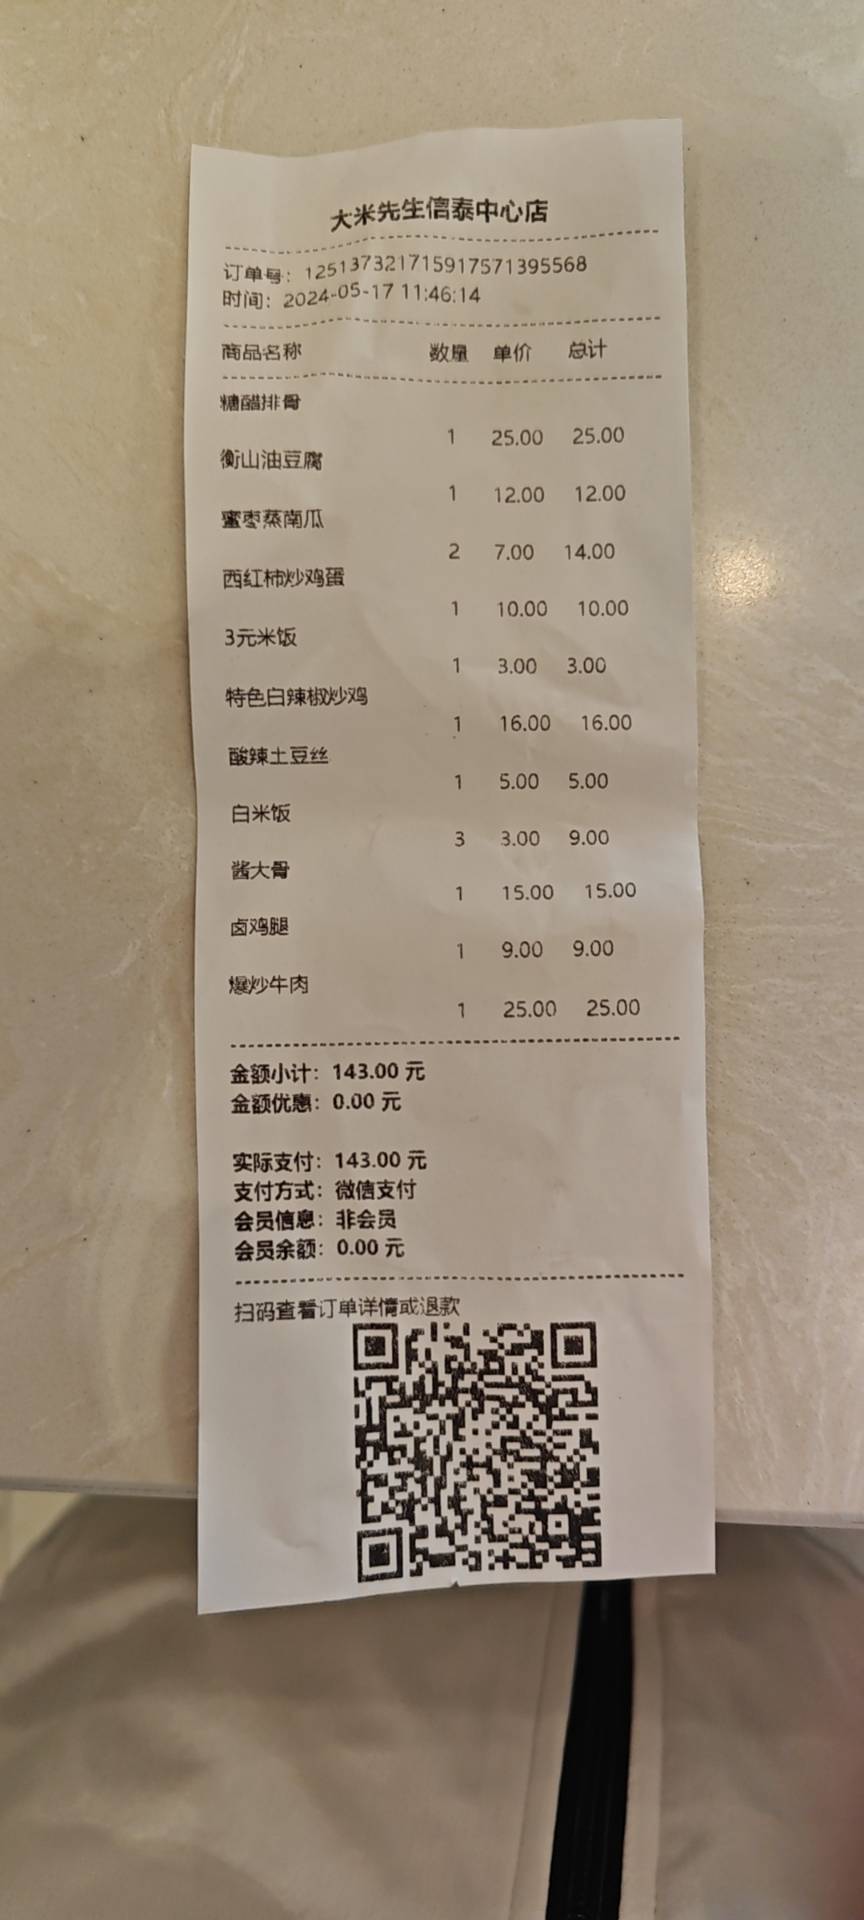 大米先生信泰中心店
订单号：1251373217159175713​95568
时间：2024-05-17 11:46:14
商品名称 数量 单价 总计
糖醋排骨
1 25.00 25.00
衡山油豆腐
1 12.00 12.00
蜜枣蒸南瓜
2 7.00 14.00
西红柿炒鸡蛋
1 10.00 10.00
3元米饭
1 3.00 3.00
特色白辣椒炒鸡
1 16.00 16.00
酸辣土豆丝
1 5.00 5.00
白米饭
3 3.00 9.00
酱大骨
1 15.00 15.00
卤鸡腿
1 9.00 9.00
爆炒牛肉
1 25.00 25.00
金额小计：143.00 元
金额优惠：0.00 元
实际支付：143.00 元
支付方式：微信支付
会员信息：非会员
会员余额：0.00 元
扫码查看订单详情或退款